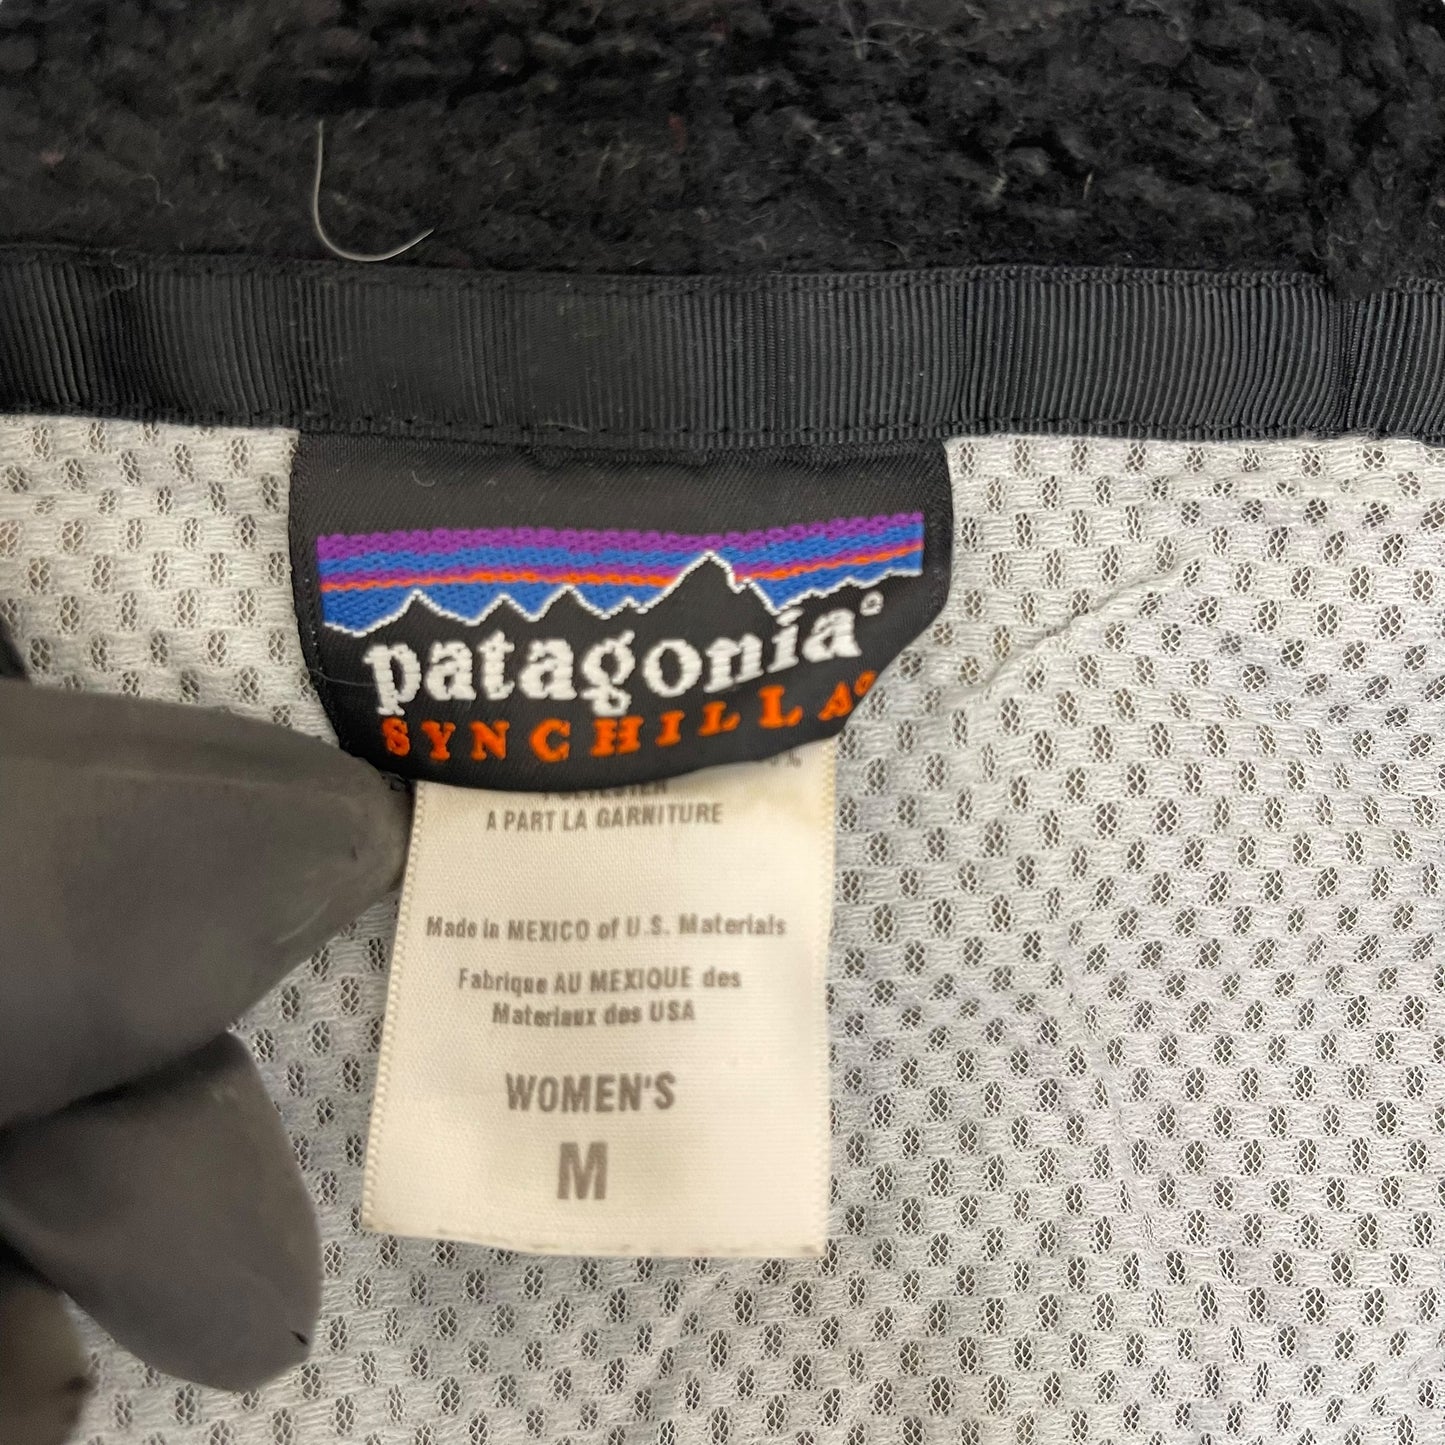 patagonia®
SYNCHILLA®
A PART LA GARNITURE
Made in MEXICO of U.S. Materials
Fabrique AU MEXIQUE des
Materiaux des USA
WOMEN'S
M